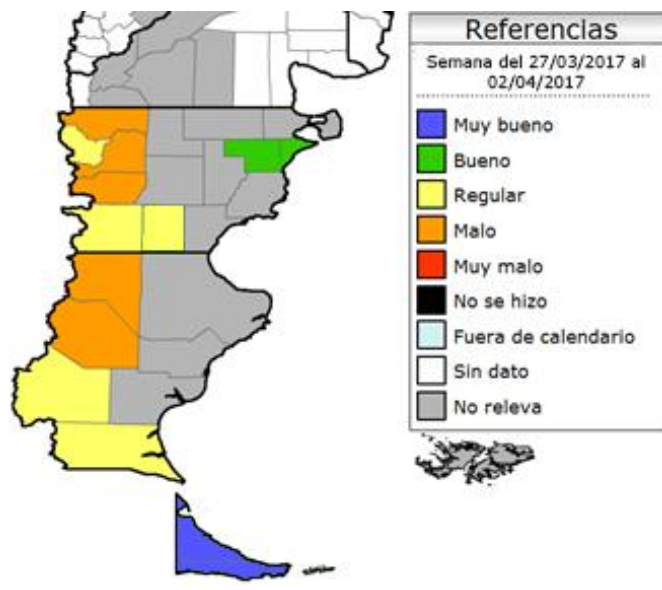 Referencias
Semana del 27/03/2017 al
02/04/2017
Muy bueno
Bueno
Regular
Malo
Muy malo
No se hizo
Fuera de calendario
Sin dato
No releva